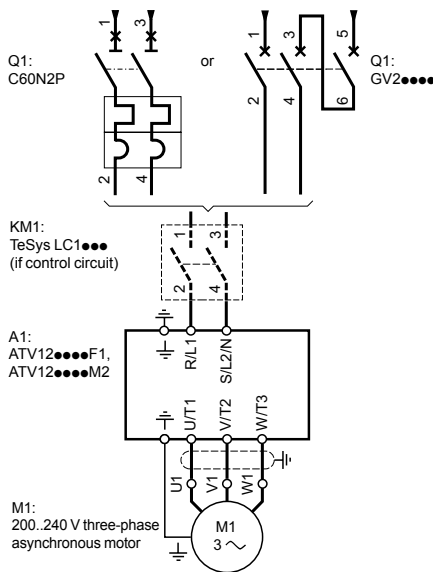 1 3 1 3 5
Q1:
C60N2P
or
Q1:
GV2●●●●
2 4 6
2 4
KM1:
TeSys LC1●●●
(if control circuit)
1 3
2 4
A1:
ATV12●●●●F1,
ATV12●●●●M2
R/L1 S/L2/N
U/T1 V/T2 W/T3
U1 V1 W1
M1:
200..240 V three-phase
asynchronous motor
M1
3